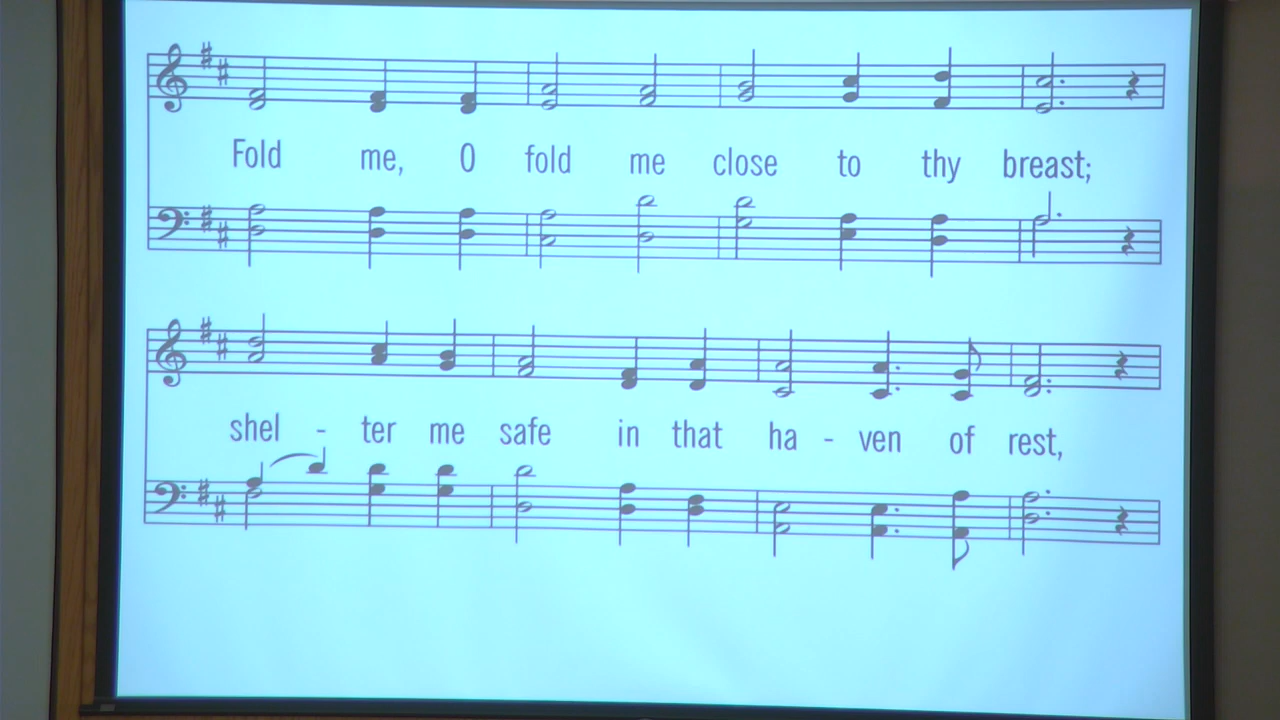 Fold me, O fold me close to thy breast;
shel - ter me safe in that ha - ven of rest,